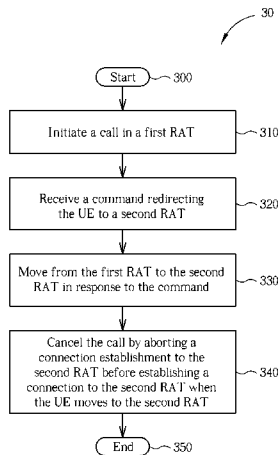 30
Start
300
Initiate a call in a first RAT
310
Receive a command redirecting
the UE to a second RAT
320
Move from the first RAT to the second
RAT in response to the command
330
Cancel the call by aborting a
connection establishment to the
second RAT before establishing a
connection to the second RAT when
the UE moves to the second RAT
340
End
350